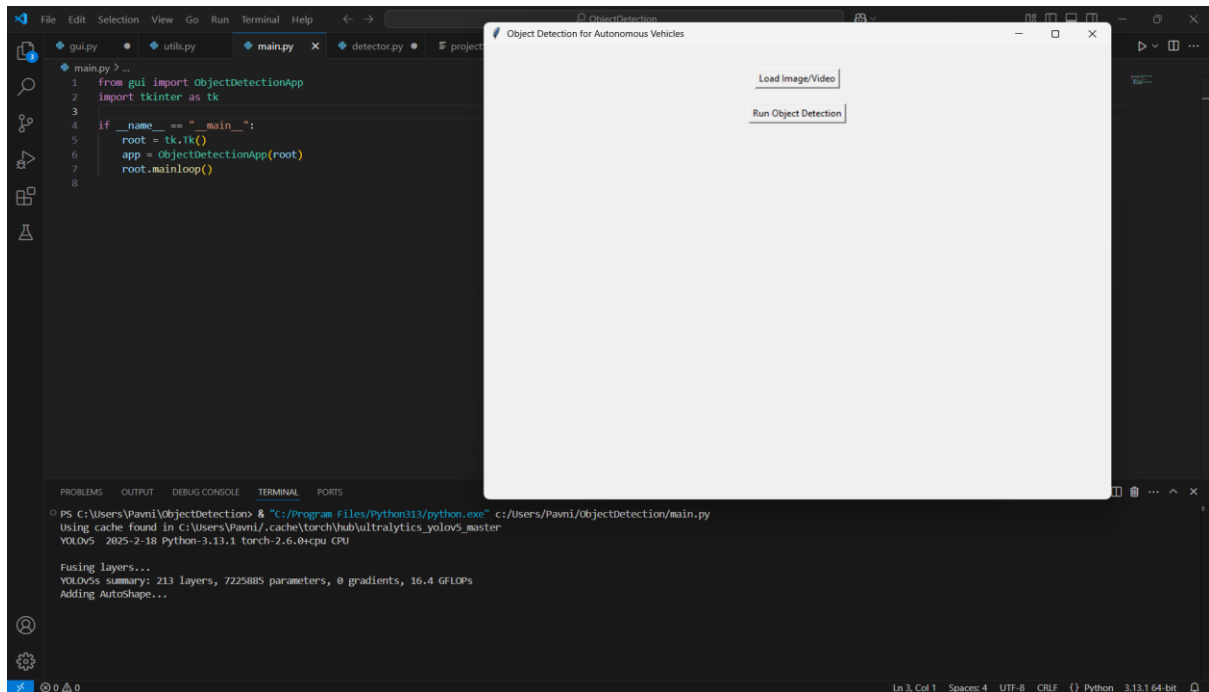 File Edit Selection View Go Run Terminal Help
ObjectDetection
gui.py utils.py main.py detector.py project
main.py > ...
1 from gui import ObjectDetectionApp
2 import tkinter as tk
3
4 if __name__ == "__main__":
5 root = tk.Tk()
6 app = ObjectDetectionApp(root)
7 root.mainloop()
8
Object Detection for Autonomous Vehicles
Load Image/Video
Run Object Detection
3
PROBLEMS OUTPUT DEBUG CONSOLE TERMINAL PORTS
PS C:\Users\Pavni\ObjectDetection> & "C:/Program Files/Python313/python.exe" c:/Users/Pavni/ObjectDetection/main.py
Using cache found in C:\Users\Pavni/.cache\torch\hub\ultralytics_yolov5_master
YOLOv5 2025-2-18 Python-3.13.1 torch-2.6.0+cpu CPU
Fusing layers...
YOLOv5s summary: 213 layers, 7225885 parameters, 0 gradients, 16.4 GFLOPs
Adding AutoShape...
0 0
Ln 3, Col 1 Spaces: 4 UTF-8 CRLF {} Python 3.13.1 64-bit